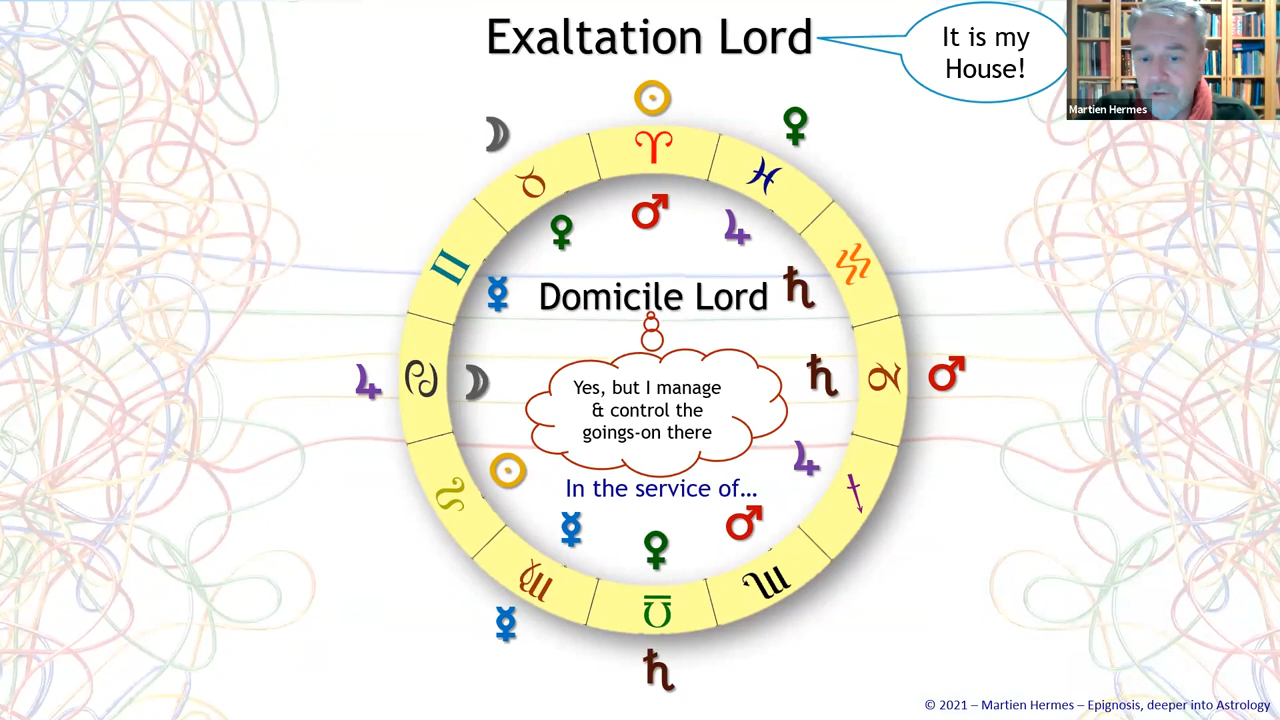 Exaltation Lord
It is my
House!
Martien Hermes
Domicile Lord
Yes, but I manage
& control the
goings-on there
In the service of…
© 2021 – Martien Hermes – Epignosis, deeper into Astrology